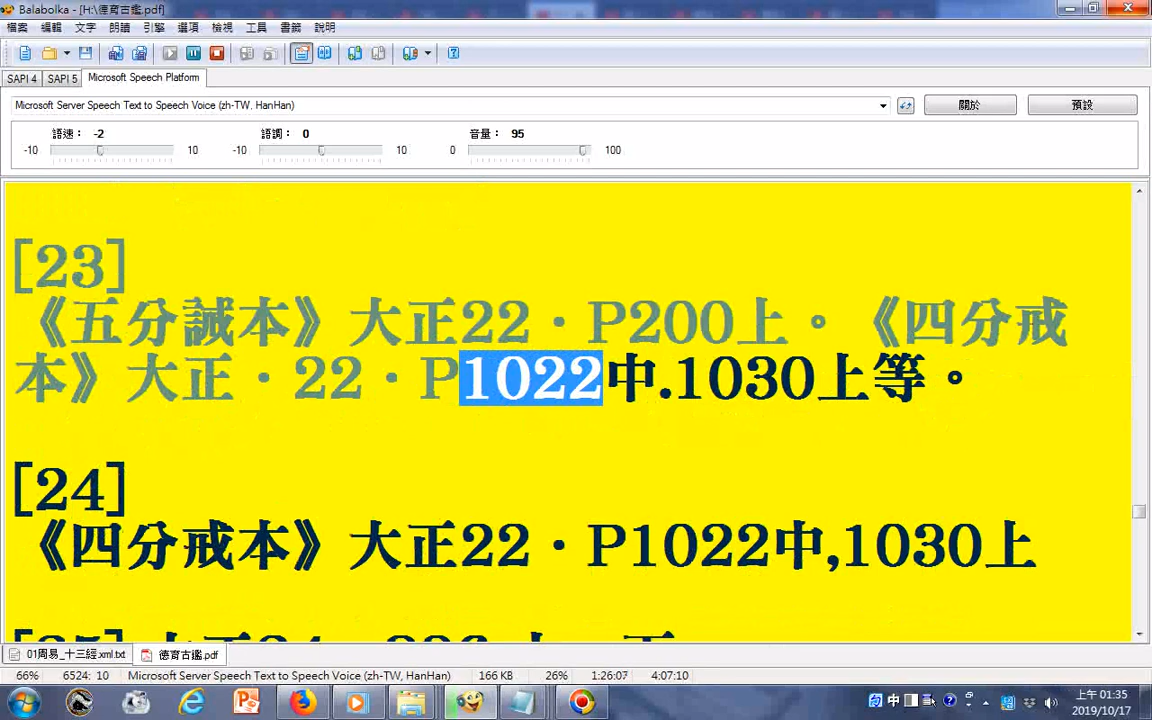 Balabolka - [H:\德育古鑑.pdf]
檔案 編輯 文字 朗讀 引擎 選項 檢視 工具 書籤 說明
SAPI 4 SAPI 5 Microsoft Speech Platform
Microsoft Server Speech Text to Speech Voice (zh-TW, HanHan) 關於 預設
語速： -2 語調： 0 音量： 95
-10 10 -10 10 0 100
[23]
《五分誡本》大正22．P200上。《四分戒
本》大正．22．P1022中.1030上等。
[24]
《四分戒本》大正22．P1022中,1030上
01周易_十三經.xml.txt 德育古鑑.pdf
66% 6524: 10 Microsoft Server Speech Text to Speech Voice (zh-TW, HanHan) 166 KB 26% 1:26:07 4:07:10
中 上午 01:35
2019/10/17